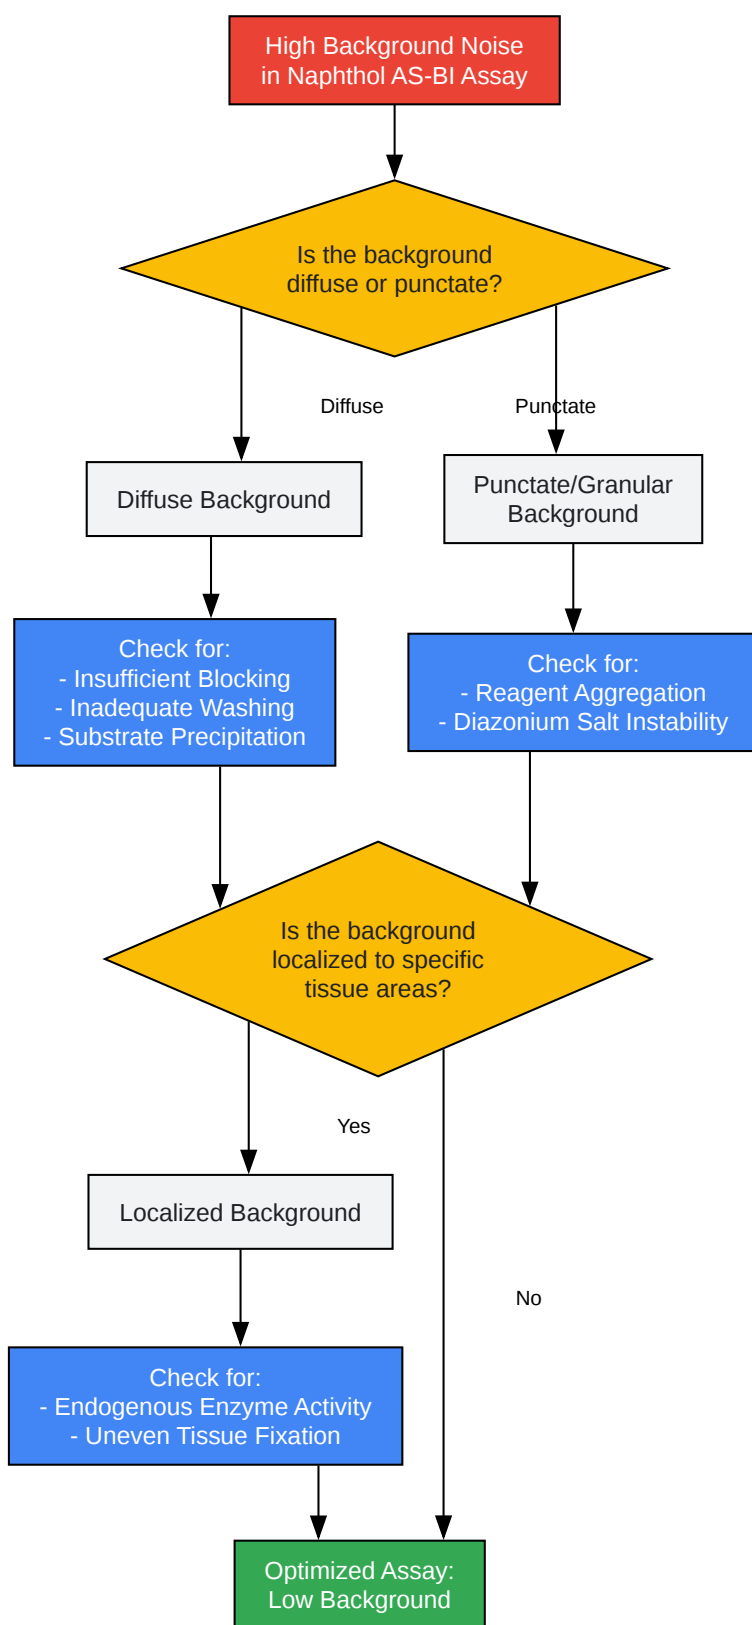 High Background Noise
in Naphthol AS-BI Assay
Is the background
diffuse or punctate?
Diffuse
Punctate
Diffuse Background
Punctate/Granular
Background
Check for:
- Insufficient Blocking
- Inadequate Washing
- Substrate Precipitation
Check for:
- Reagent Aggregation
- Diazonium Salt Instability
Is the background
localized to specific
tissue areas?
Yes
Localized Background
No
Check for:
- Endogenous Enzyme Activity
- Uneven Tissue Fixation
Optimized Assay:
Low Background